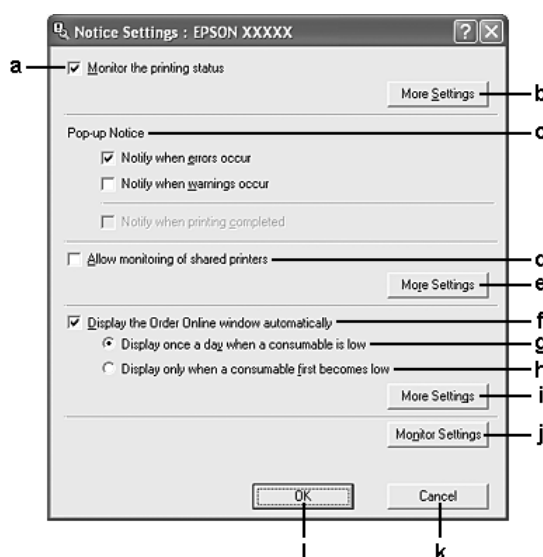 Notice Settings : EPSON XXXXX
a
Monitor the printing status
More Settings
b
Pop-up Notice
c
Notify when errors occur
Notify when warnings occur
Notify when printing completed
Allow monitoring of shared printers
d
More Settings
e
Display the Order Online window automatically
f
Display once a day when a consumable is low
g
Display only when a consumable first becomes low
h
More Settings
i
Monitor Settings
j
OK
Cancel
l
k